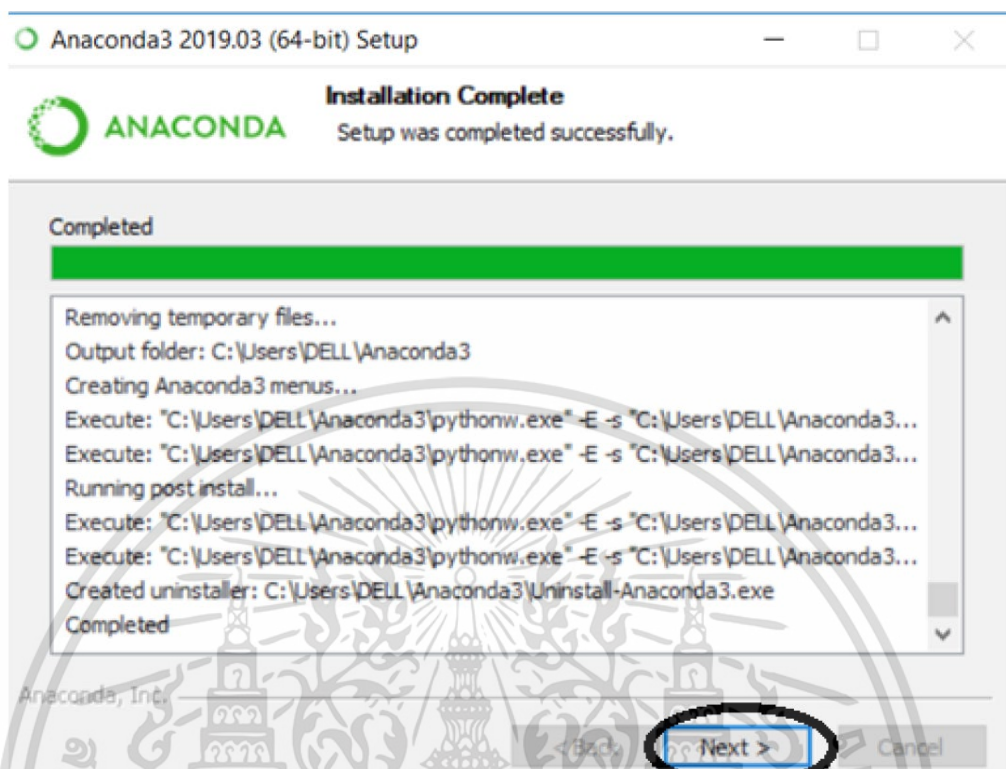 Anaconda3 2019.03 (64-bit) Setup
ANACONDA
Installation Complete
Setup was completed successfully.
Completed
Removing temporary files...
Output folder: C:\Users\DELL\Anaconda3
Creating Anaconda3 menus...
Execute: "C:\Users\DELL\Anaconda3\pythonw.exe" -E -s "C:\Users\DELL\Anaconda3...
Execute: "C:\Users\DELL\Anaconda3\pythonw.exe" -E -s "C:\Users\DELL\Anaconda3...
Running post install...
Execute: "C:\Users\DELL\Anaconda3\pythonw.exe" -E -s "C:\Users\DELL\Anaconda3...
Execute: "C:\Users\DELL\Anaconda3\pythonw.exe" -E -s "C:\Users\DELL\Anaconda3...
Created uninstaller: C:\Users\DELL\Anaconda3\Uninstall-Anaconda3.exe
Completed
Anaconda, Inc.
< Back Next > Cancel